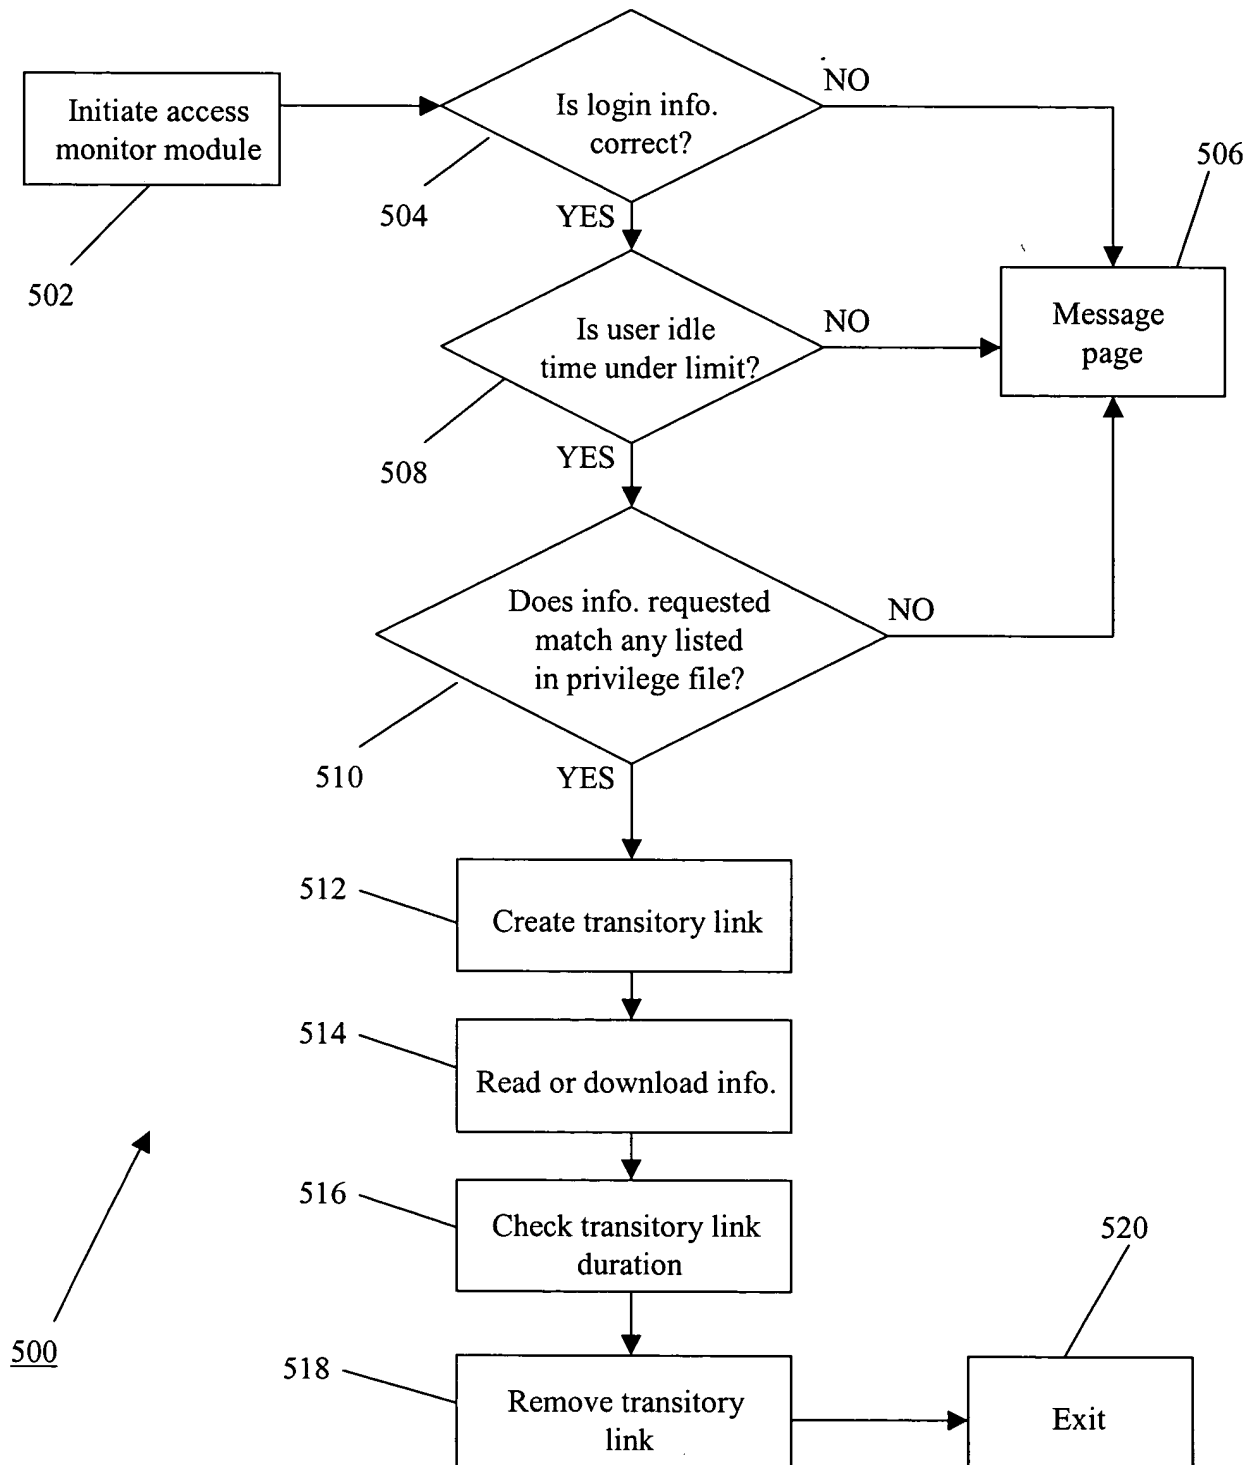 Initiate access
monitor module
502
Is login info.
correct?
NO
504
YES
506
Message
page
Is user idle
time under limit?
NO
508
YES
Does info. requested
match any listed
in privilege file?
NO
510
YES
512
Create transitory link
514
Read or download info.
516
Check transitory link
duration
518
Remove transitory
link
520
Exit
500